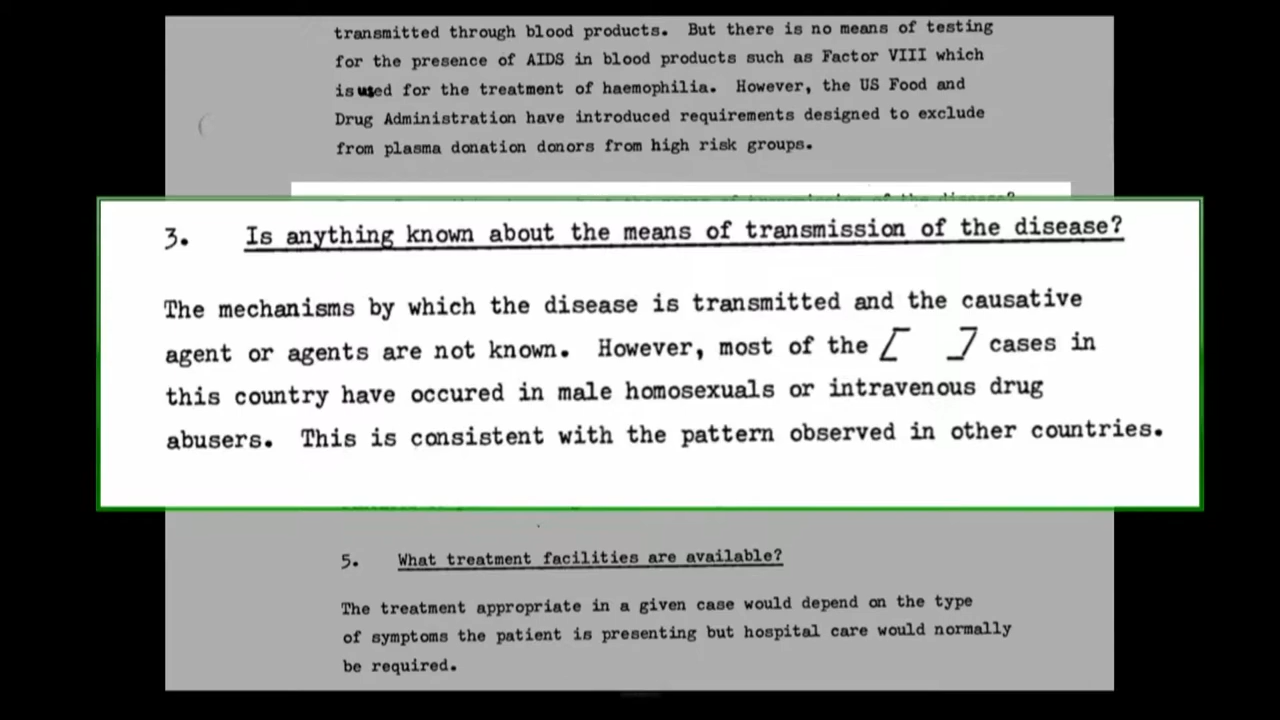 transmitted through blood products. But there is no means of testing
for the presence of AIDS in blood products such as Factor VIII which
is used for the treatment of haemophilia. However, the US Food and
Drug Administration have introduced requirements designed to exclude
from plasma donation donors from high risk groups.
3. Is anything known about the means of transmission of the disease?
The mechanisms by which the disease is transmitted and the causative
agent or agents are not known. However, most of the [ ] cases in
this country have occured in male homosexuals or intravenous drug
abusers. This is consistent with the pattern observed in other countries.
5. What treatment facilities are available?
The treatment appropriate in a given case would depend on the type
of symptoms the patient is presenting but hospital care would normally
be required.